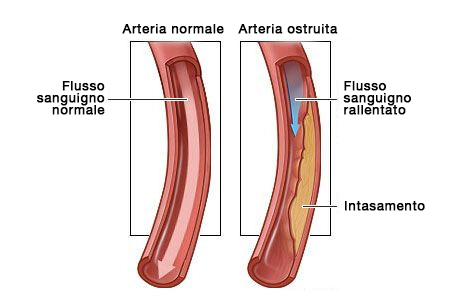 Arteria normale
Arteria ostruita
Flusso
sanguigno
normale
Flusso
sanguigno
rallentato
Intasamento